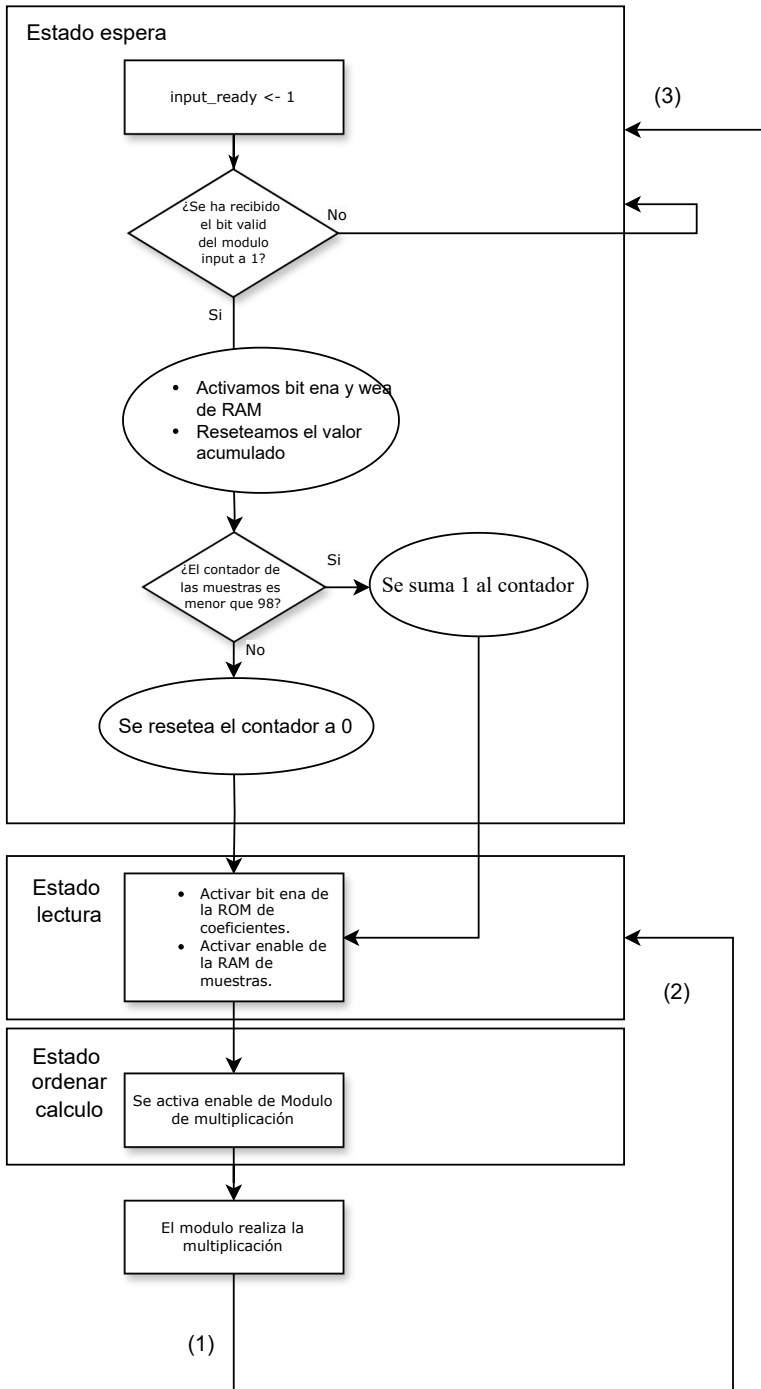 Estado espera
input_ready <- 1
(3)
¿Se ha recibido
el bit valid
del modulo
input a 1?
No
Si
• Activamos bit ena y wea
de RAM
• Reseteamos el valor
acumulado
¿El contador de
las muestras es
menor que 98?
Si
Se suma 1 al contador
No
Se resetea el contador a 0
Estado
lectura
• Activar bit ena de
la ROM de
coeficientes.
• Activar enable de
la RAM de
muestras.
(2)
Estado
ordenar
calculo
Se activa enable de Modulo
de multiplicación
El modulo realiza la
multiplicación
(1)